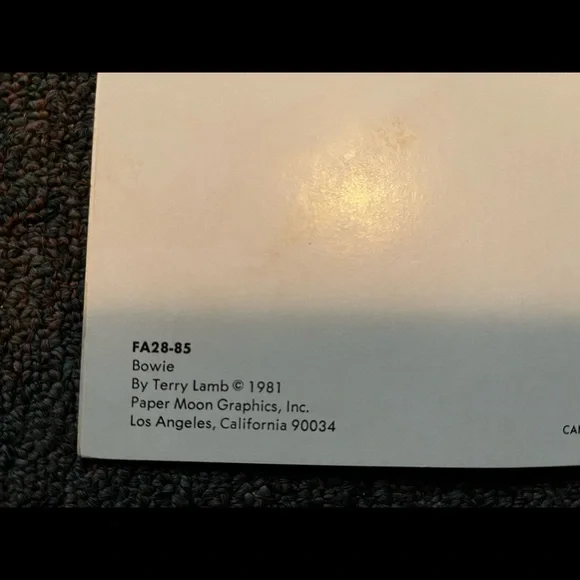 FA28-85
Bowie
By Terry Lamb © 1981
Paper Moon Graphics, Inc.
Los Angeles, California 90034